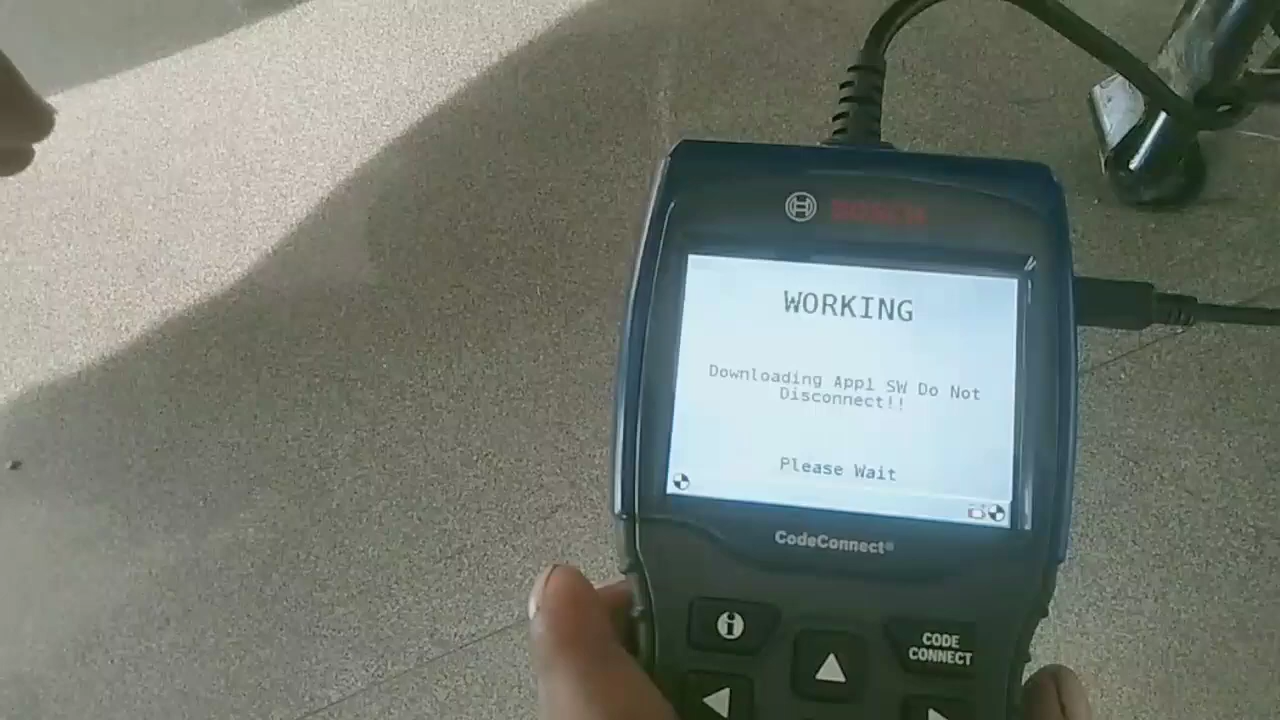 BOSCH
WORKING
Downloading Appl SW Do Not
Disconnect!!
Please Wait
CodeConnect®
i
CODE
CONNECT